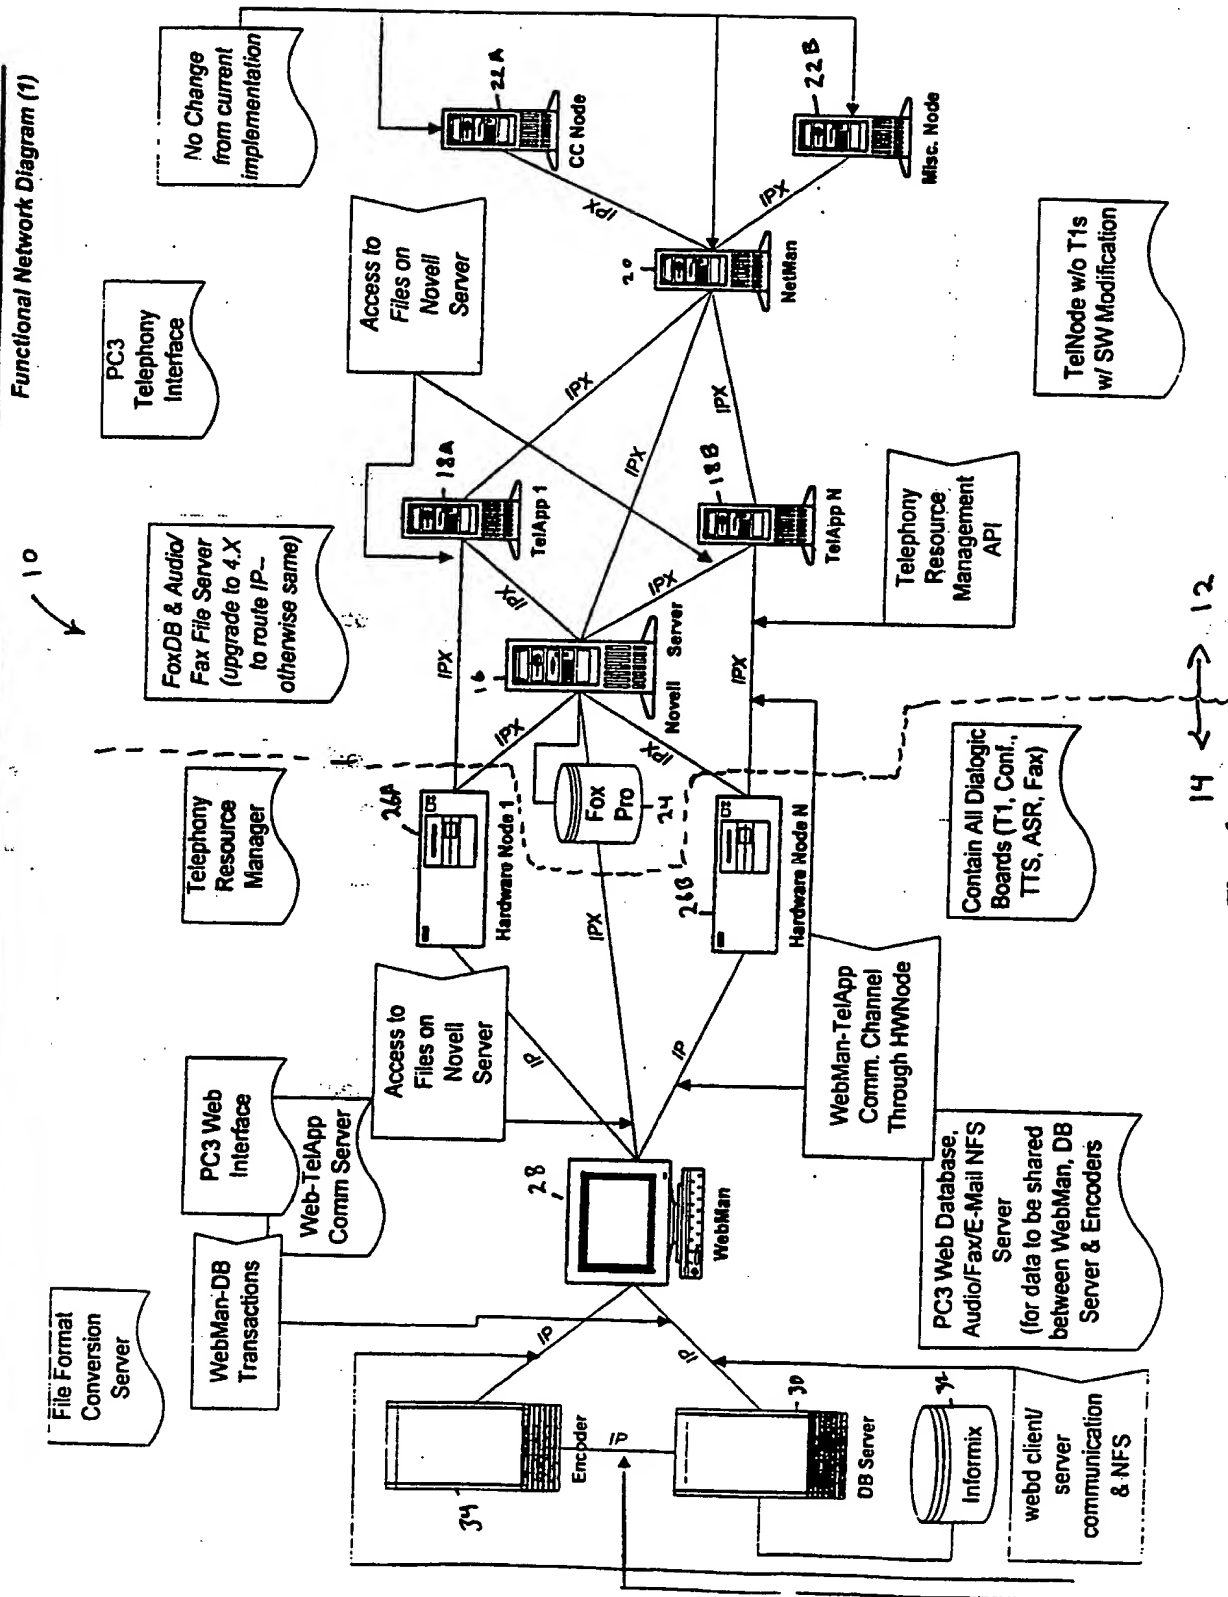 Functional Network Diagram (1)
10
File Format
Conversion
Server
WebMan-DB
Transactions
PC3 Web
Interface
Web-TelApp
Comm Server
Telephony
Resource
Manager
FoxDB & Audio/
Fax File Server
(upgrade to 4.X
to route IP--
otherwise same)
PC3
Telephony
Interface
No Change
from current
implementation
Access to
Files on
Novell
Server
Access to
Files on
Novell
Server
34
Encoder
IP
IP
IP
30
DB Server
32
Informix
webd client/
server
communication
& NFS
28
WebMan
IP
IP
IPX
26A
Hardware Node 1
26B
Hardware Node N
Fox
Pro
24
IPX
IPX
IPX
IPX
16
Novell Server
IPX
IPX
18A
TelApp 1
18B
TelApp N
IPX
IPX
IPX
20
NetMan
IPX
IPX
22A
CC Node
22B
Misc. Node
PC3 Web Database,
Audio/Fax/E-Mail NFS
Server
(for data to be shared
between WebMan, DB
Server & Encoders
WebMan-TelApp
Comm. Channel
Through HWNode
Contain All Dialogic
Boards (T1, Conf.,
TTS, ASR, Fax)
Telephony
Resource
Management
API
TelNode w/o T1s
w/ SW Modification
14
12